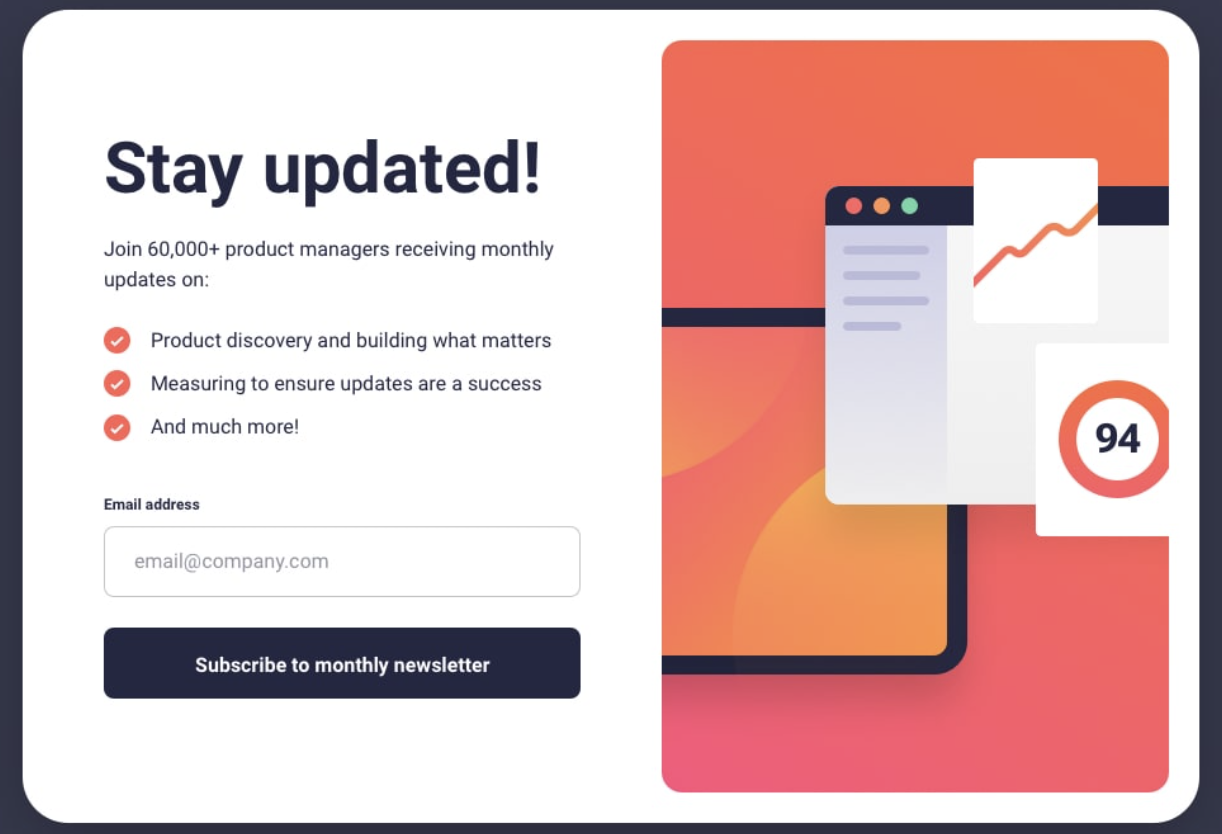 Stay updated!
Join 60,000+ product managers receiving monthly
updates on:
Product discovery and building what matters
Measuring to ensure updates are a success
And much more!
Email address
email@company.com
Subscribe to monthly newsletter
94